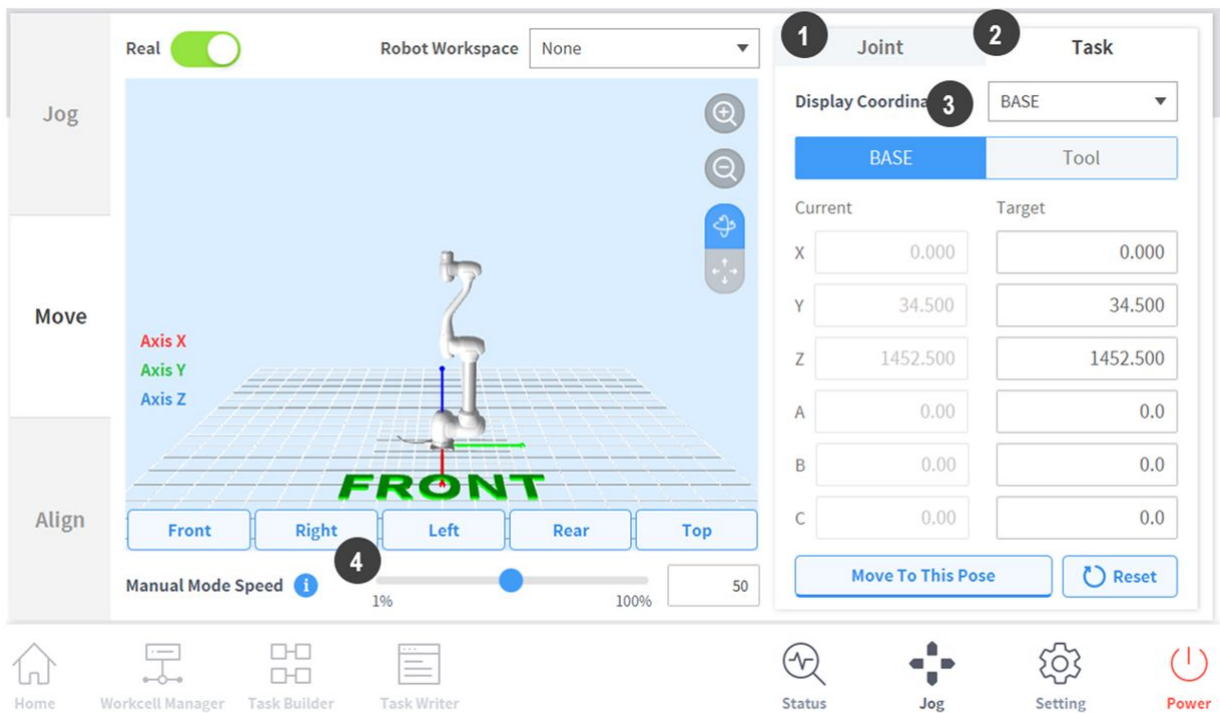 Real
Robot Workspace None
1 Joint
2 Task
Jog
Move
Align
Display Coordina 3 BASE
BASE Tool
Current Target
X 0.000 0.000
Y 34.500 34.500
Z 1452.500 1452.500
A 0.00 0.0
B 0.00 0.0
C 0.00 0.0
Move To This Pose Reset
Axis X
Axis Y
Axis Z
FRONT
Front Right Left Rear Top
4
Manual Mode Speed i 1% 100% 50
Home Workcell Manager Task Builder Task Writer Status Jog Setting Power